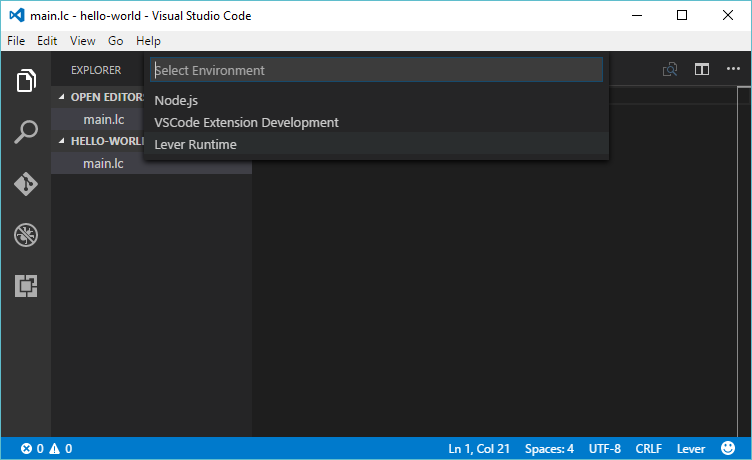 main.lc - hello-world - Visual Studio Code
File Edit View Go Help
EXPLORER
Select Environment
Node.js
VSCode Extension Development
Lever Runtime
OPEN EDITORS
main.lc
HELLO-WORLD
main.lc
0 0 Ln 1, Col 21 Spaces: 4 UTF-8 CRLF Lever